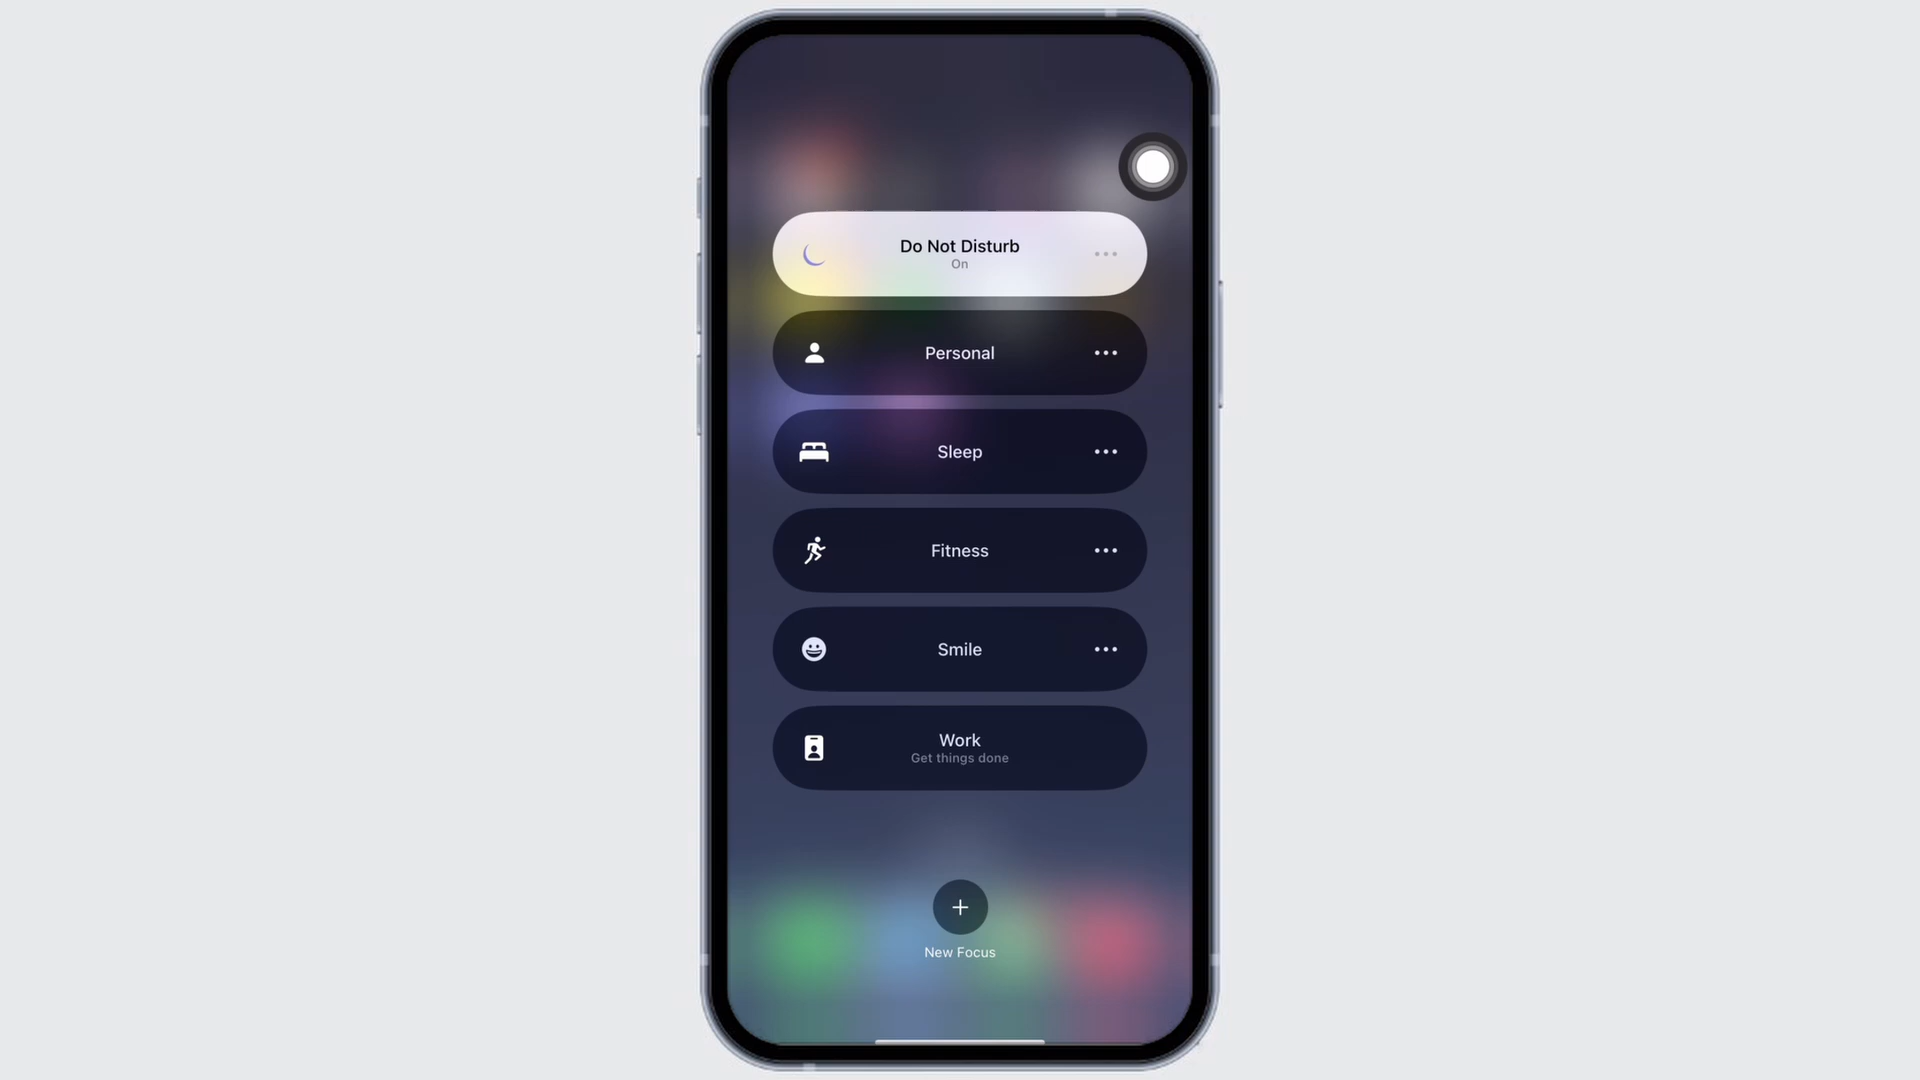 Do Not Disturb
On
Personal
Sleep
Fitness
Smile
Work
Get things done
New Focus